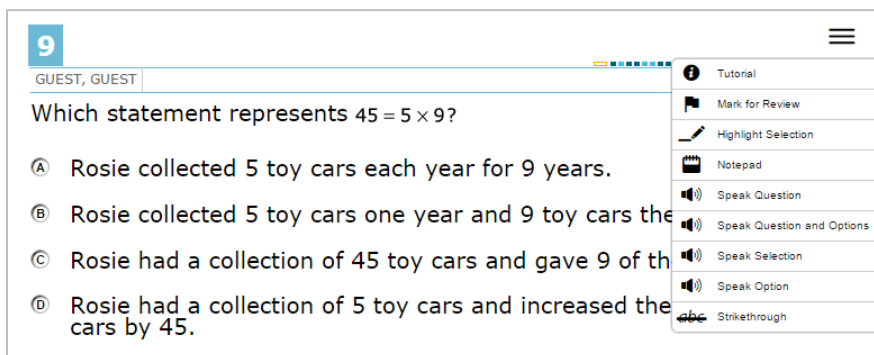 9
GUEST, GUEST
Which statement represents 45 = 5 × 9?
A Rosie collected 5 toy cars each year for 9 years.
B Rosie collected 5 toy cars one year and 9 toy cars the
C Rosie had a collection of 45 toy cars and gave 9 of
D Rosie had a collection of 5 toy cars and increased the
cars by 45.
Tutorial
Mark for Review
Highlight Selection
Notepad
Speak Question
Speak Question and Options
Speak Selection
Speak Option
abc Strikethrough